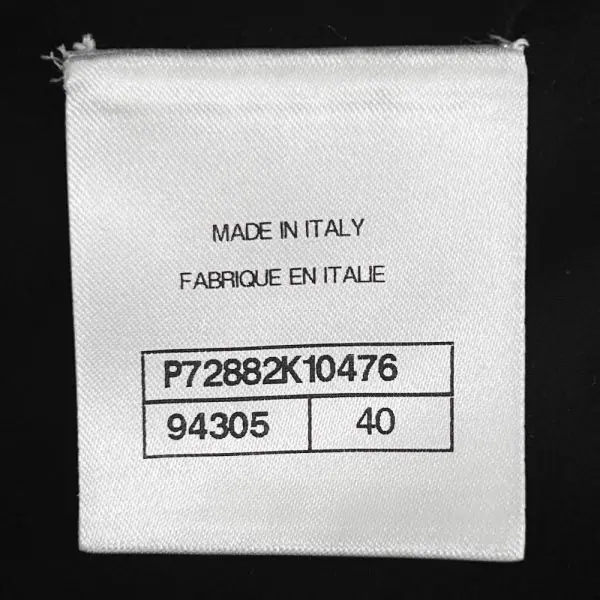 MADE IN ITALY
FABRIQUE EN ITALIE
P72882K10476
94305 40